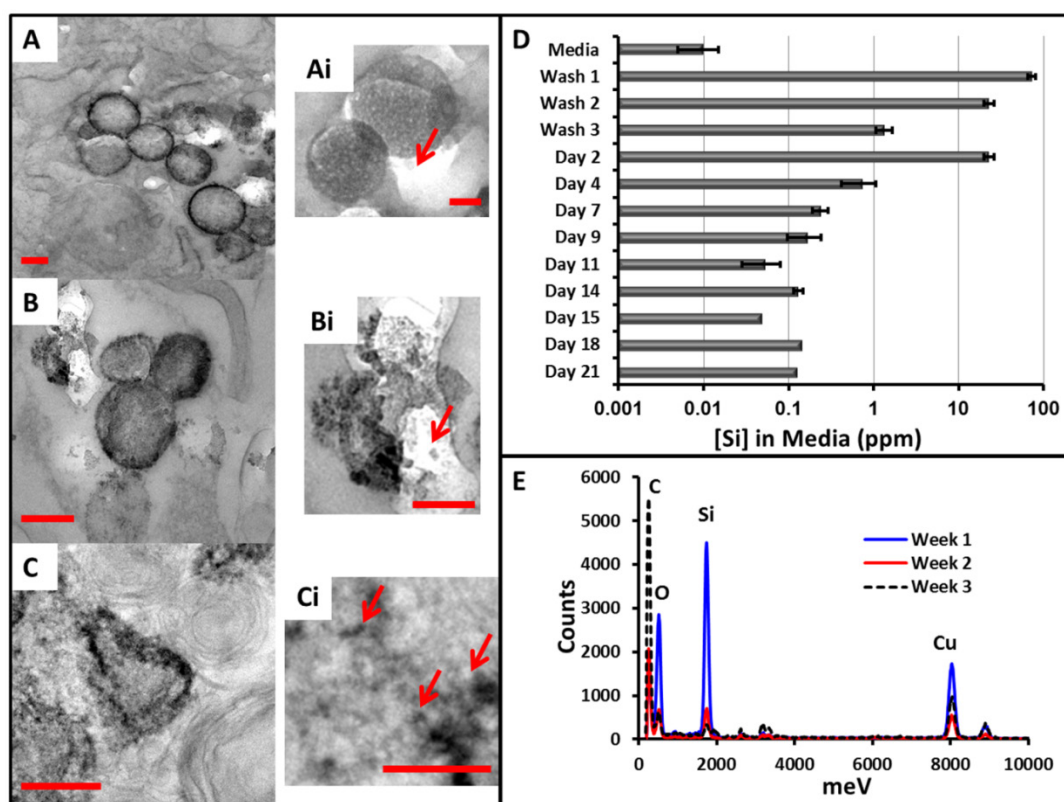 A
Ai
B
Bi
C
Ci
D
Media
Wash 1
Wash 2
Wash 3
Day 2
Day 4
Day 7
Day 9
Day 11
Day 14
Day 15
Day 18
Day 21
0.001 0.01 0.1 1 10 100
[Si] in Media (ppm)
E
6000
5000
4000
3000
2000
1000
0
Counts
C
O
Si
Cu
Week 1
Week 2
Week 3
0 2000 4000 6000 8000 10000
meV